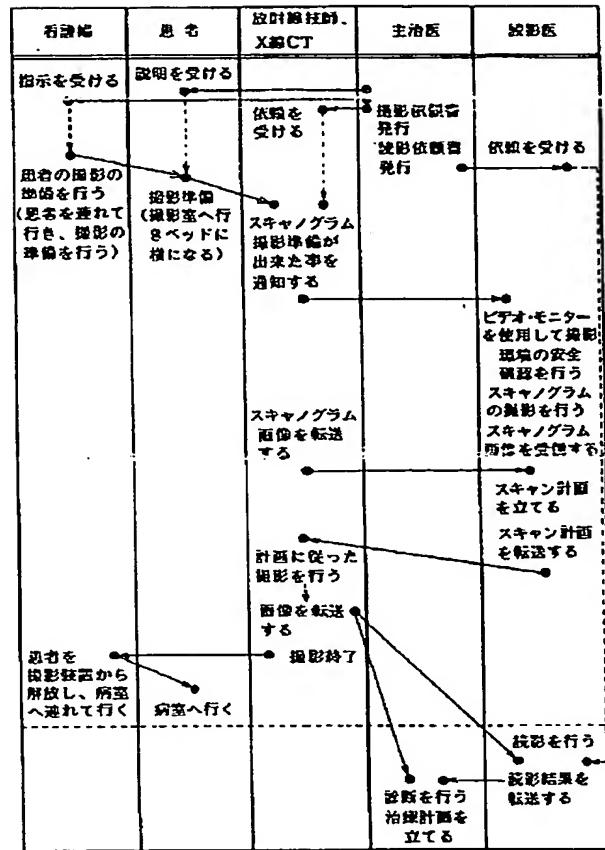 看護婦
患者
放射線技師、
X線CT
主治医
読影医
指示を受ける
説明を受ける
依頼を
受ける
撮影依頼書
発行
読影依頼書
発行
依頼を受ける
患者の撮影の
準備を行う
(患者を連れて
行き、撮影の
準備を行う)
撮影準備
(撮影室へ行
きベッドに
横になる)
スキャノグラム
撮影準備が
出来た事を
通知する
ビデオ・モニター
を使用して撮影
環境の安全
確認を行う
スキャノグラム
の撮影を行う
スキャノグラム
画像を受信する
スキャノグラム
画像を転送
する
スキャン計画
を立てる
スキャン計画
を転送する
計画に従った
撮影を行う
画像を転送
する
撮影終了
患者を
撮影装置から
解放し、病室
へ連れて行く
病室へ行く
読影を行う
読影結果を
転送する
診断を行う
治療計画を
立てる